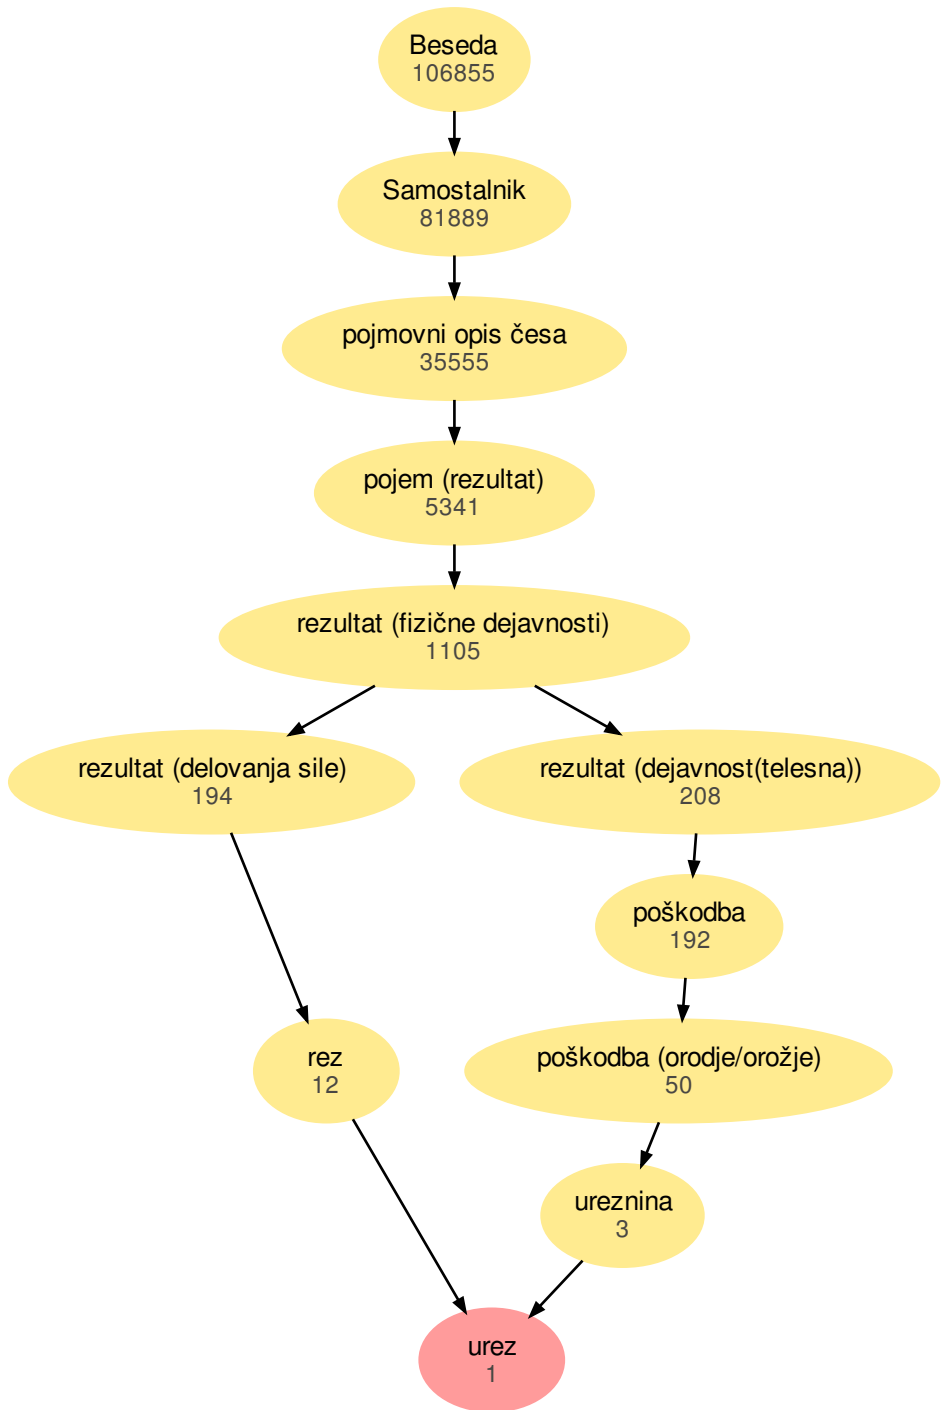 Beseda
106855
Samostalnik
81889
pojmovni opis česa
35555
pojem (rezultat)
5341
rezultat (fizične dejavnosti)
1105
rezultat (delovanja sile)
194
rezultat (dejavnost(telesna))
208
poškodba
192
rez
12
poškodba (orodje/orožje)
50
ureznina
3
urez
1